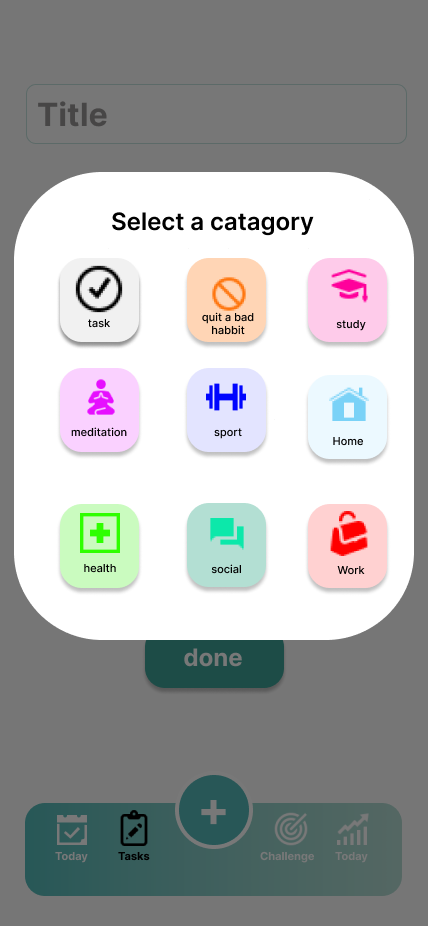 Title
Select a catagory
task
quit a bad
habbit
study
meditation
sport
Home
health
social
Work
done
Today
Tasks
Challenge
Today